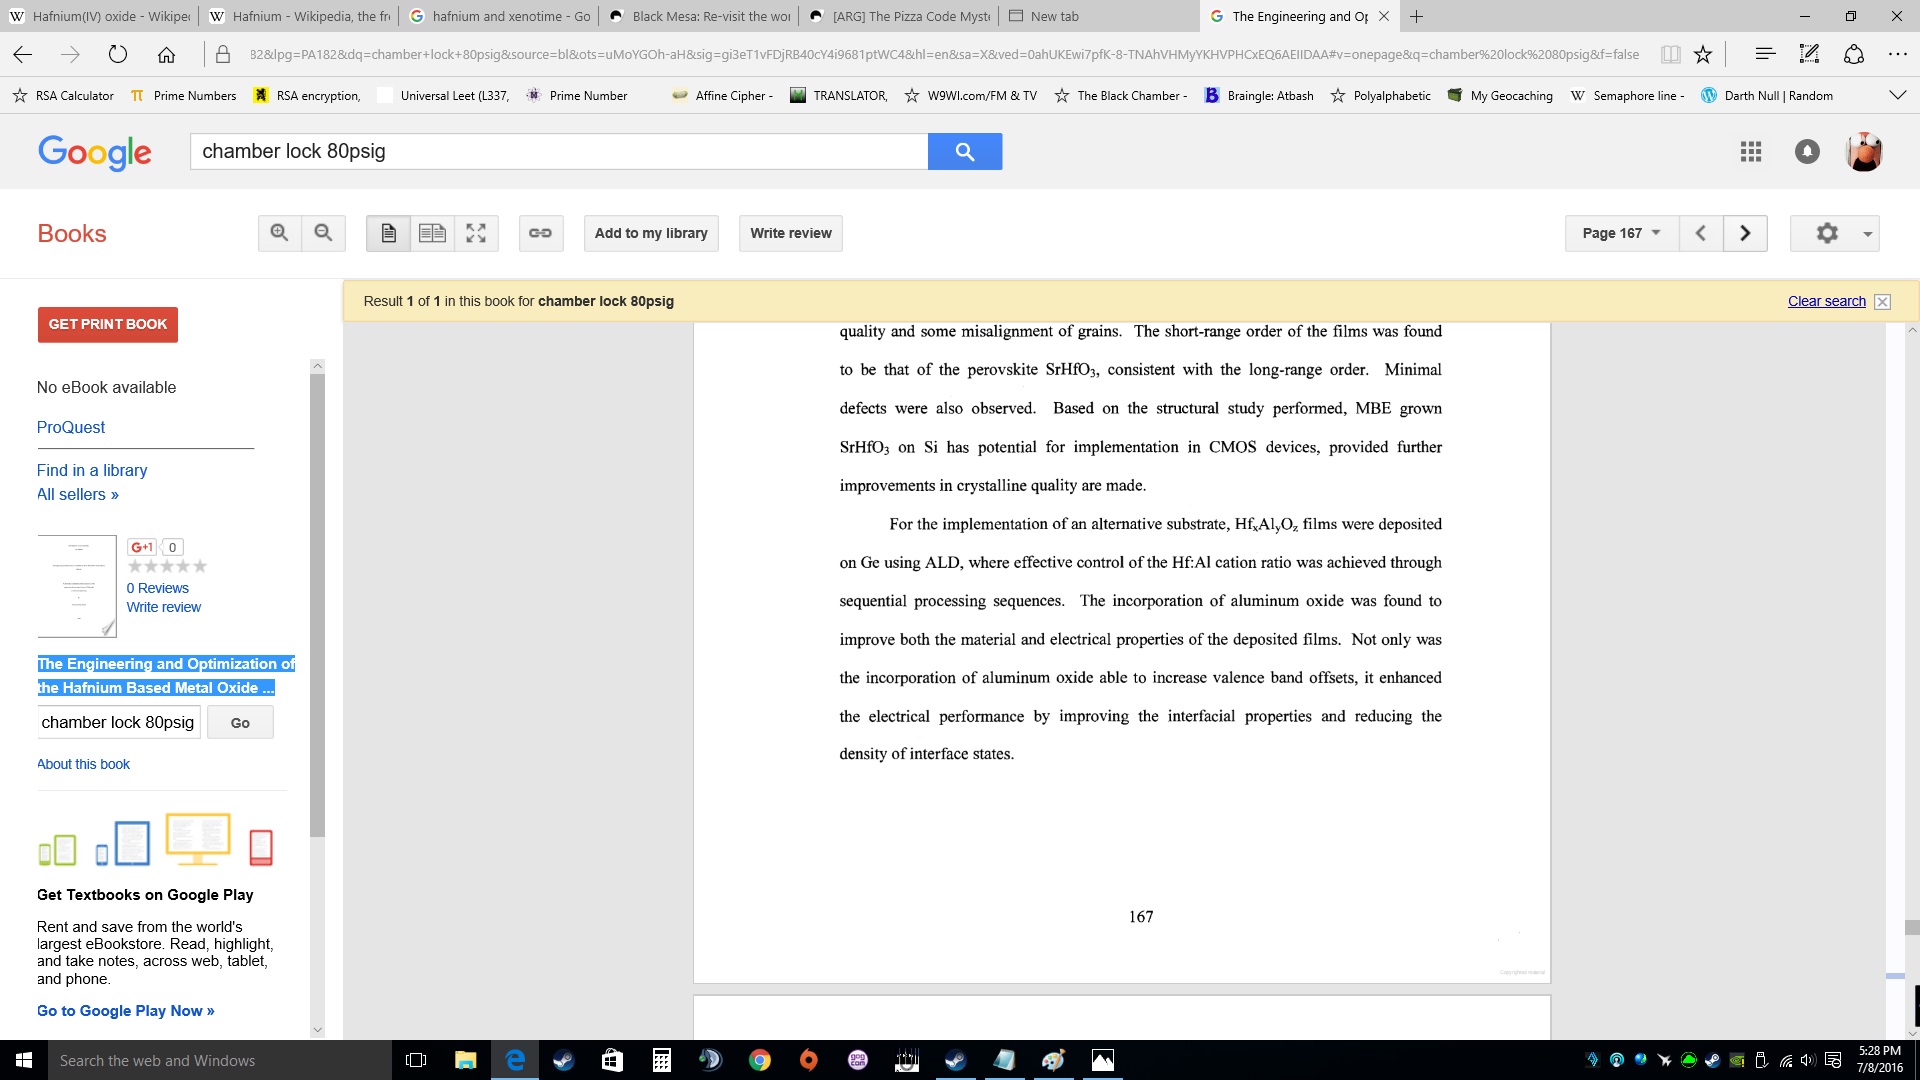 Hafnium(IV) oxide - Wikiped
Hafnium - Wikipedia, the fre
hafnium and xenotime - Go
Black Mesa: Re-visit the wor
[ARG] The Pizza Code Myste
New tab
The Engineering and Op
82&lpg=PA182&dq=chamber+lock+80psig&source=bl&ots=uMoYGOh-aH&sig=gi3eT1vFDjRB40cY4i9681ptWC4&hl=en&sa=X&ved=0ahUKEwi7pfK-8-TNAhVHMyYKHVPHCxEQ6AEIIDAA#v=onepage&q=chamber%20lock%2080psig&f=false
RSA Calculator
Prime Numbers
RSA encryption,
Universal Leet (L337,
Prime Number
Affine Cipher -
TRANSLATOR,
W9WI.com/FM & TV
The Black Chamber -
Braingle: Atbash
Polyalphabetic
My Geocaching
Semaphore line -
Darth Null | Random
Google
chamber lock 80psig
Books
Add to my library
Write review
Page 167
Result 1 of 1 in this book for chamber lock 80psig
Clear search
GET PRINT BOOK
No eBook available
ProQuest
Find in a library
All sellers »
G+1 0
0 Reviews
Write review
The Engineering and Optimization of
the Hafnium Based Metal Oxide ...
chamber lock 80psig
Go
About this book
Get Textbooks on Google Play
Rent and save from the world's
largest eBookstore. Read, highlight,
and take notes, across web, tablet,
and phone.
Go to Google Play Now »
quality and some misalignment of grains. The short-range order of the films was found
to be that of the perovskite SrHfO₃, consistent with the long-range order. Minimal
defects were also observed. Based on the structural study performed, MBE grown
SrHfO₃ on Si has potential for implementation in CMOS devices, provided further
improvements in crystalline quality are made.
For the implementation of an alternative substrate, HfₓAlᵧO_z films were deposited
on Ge using ALD, where effective control of the Hf:Al cation ratio was achieved through
sequential processing sequences. The incorporation of aluminum oxide was found to
improve both the material and electrical properties of the deposited films. Not only was
the incorporation of aluminum oxide able to increase valence band offsets, it enhanced
the electrical performance by improving the interfacial properties and reducing the
density of interface states.
167
Copyrighted material
Search the web and Windows
5:28 PM
7/8/2016